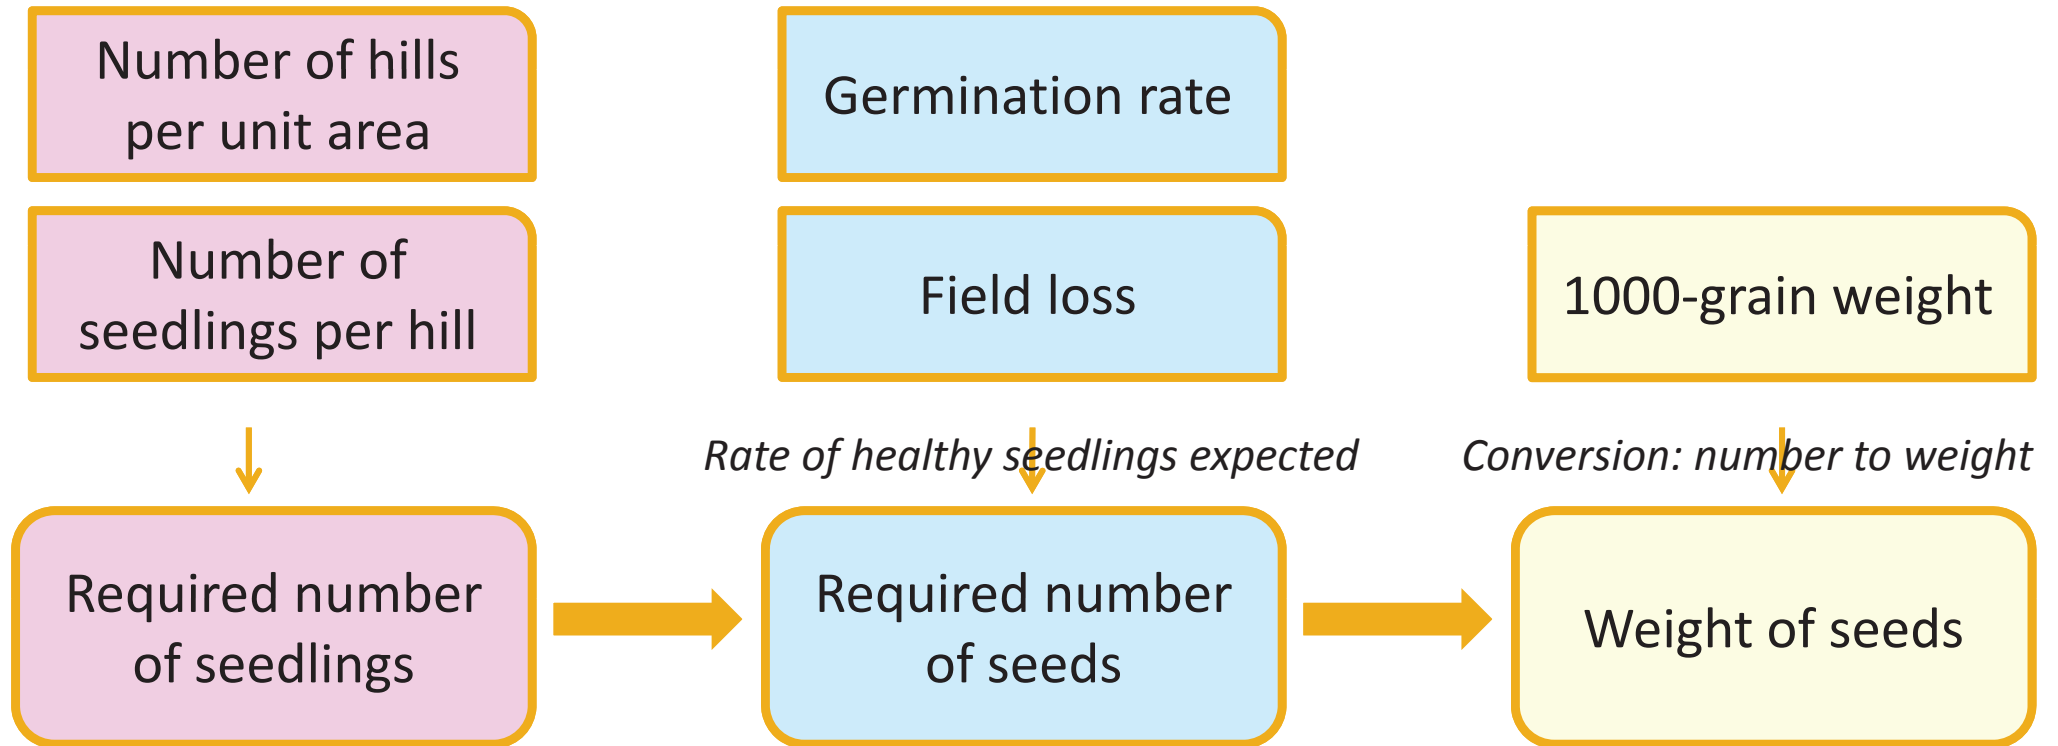 Number of hills
per unit area
Germination rate
Number of
seedlings per hill
Field loss
1000-grain weight
Rate of healthy seedlings expected
Conversion: number to weight
Required number
of seedlings
Required number
of seeds
Weight of seeds